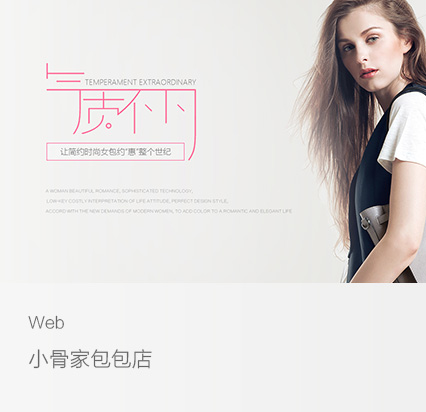 气质不凡
TEMPERAMENT EXTRAORDINARY
让简约时尚女包约“惠”整个世纪
A WOMAN BEAUTIFUL ROMANCE, SOPHISTICATED TECHNOLOGY,
LOW-KEY COSTLY INTERPRETATION OF LIFE ATTITUDE, PERFECT DESIGN STYLE,
ACCORD WITH THE NEW DEMANDS OF MODERN WOMEN, TO ACID COLOR TO A ROMANTIC AND ELEGANT LIFE
Web
小骨家包包店